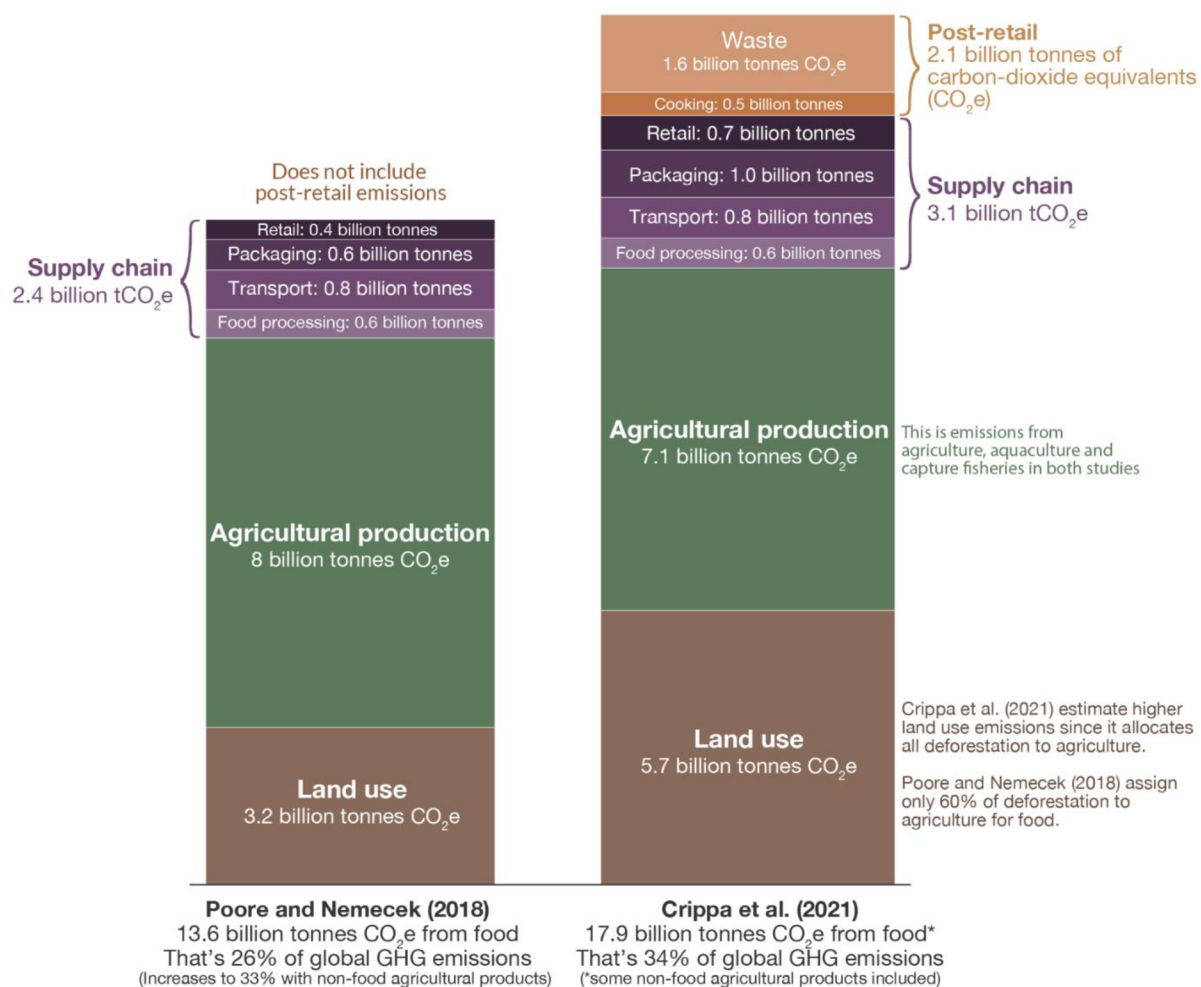 Waste
1.6 billion tonnes CO₂e
Cooking: 0.5 billion tonnes
Post-retail
2.1 billion tonnes of
carbon-dioxide equivalents
(CO₂e)
Retail: 0.7 billion tonnes
Packaging: 1.0 billion tonnes
Transport: 0.8 billion tonnes
Food processing: 0.6 billion tonnes
Supply chain
3.1 billion tCO₂e
Does not include
post-retail emissions
Retail: 0.4 billion tonnes
Packaging: 0.6 billion tonnes
Transport: 0.8 billion tonnes
Food processing: 0.6 billion tonnes
Supply chain
2.4 billion tCO₂e
Agricultural production
7.1 billion tonnes CO₂e
This is emissions from
agriculture, aquaculture and
capture fisheries in both studies
Agricultural production
8 billion tonnes CO₂e
Land use
5.7 billion tonnes CO₂e
Crippa et al. (2021) estimate higher
land use emissions since it allocates
all deforestation to agriculture.
Poore and Nemecek (2018) assign
only 60% of deforestation to
agriculture for food.
Land use
3.2 billion tonnes CO₂e
Poore and Nemecek (2018)
13.6 billion tonnes CO₂e from food
That's 26% of global GHG emissions
(Increases to 33% with non-food agricultural products)
Crippa et al. (2021)
17.9 billion tonnes CO₂e from food*
That's 34% of global GHG emissions
(*some non-food agricultural products included)